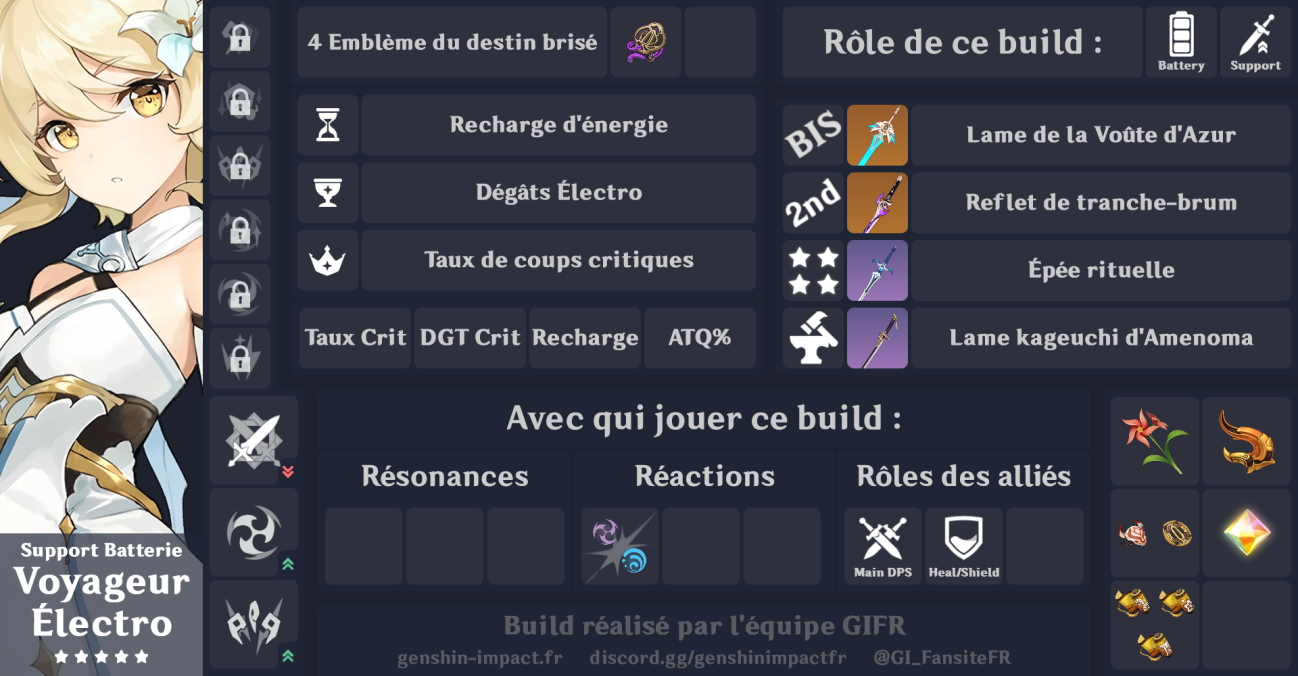 4 Emblème du destin brisé
Rôle de ce build :
Battery
Support
Recharge d'énergie
Dégâts Électro
Taux de coups critiques
Taux Crit
DGT Crit
Recharge
ATQ%
BIS
Lame de la Voûte d'Azur
2nd
Reflet de tranche-brum
Épée rituelle
Lame kageuchi d'Amenoma
Avec qui jouer ce build :
Résonances
Réactions
Rôles des alliés
Main DPS
Heal/Shield
Support Batterie
Voyageur
Électro
Build réalisé par l'équipe GIFR
genshin-impact.fr discord.gg/genshinimpactfr @GI_FansiteFR